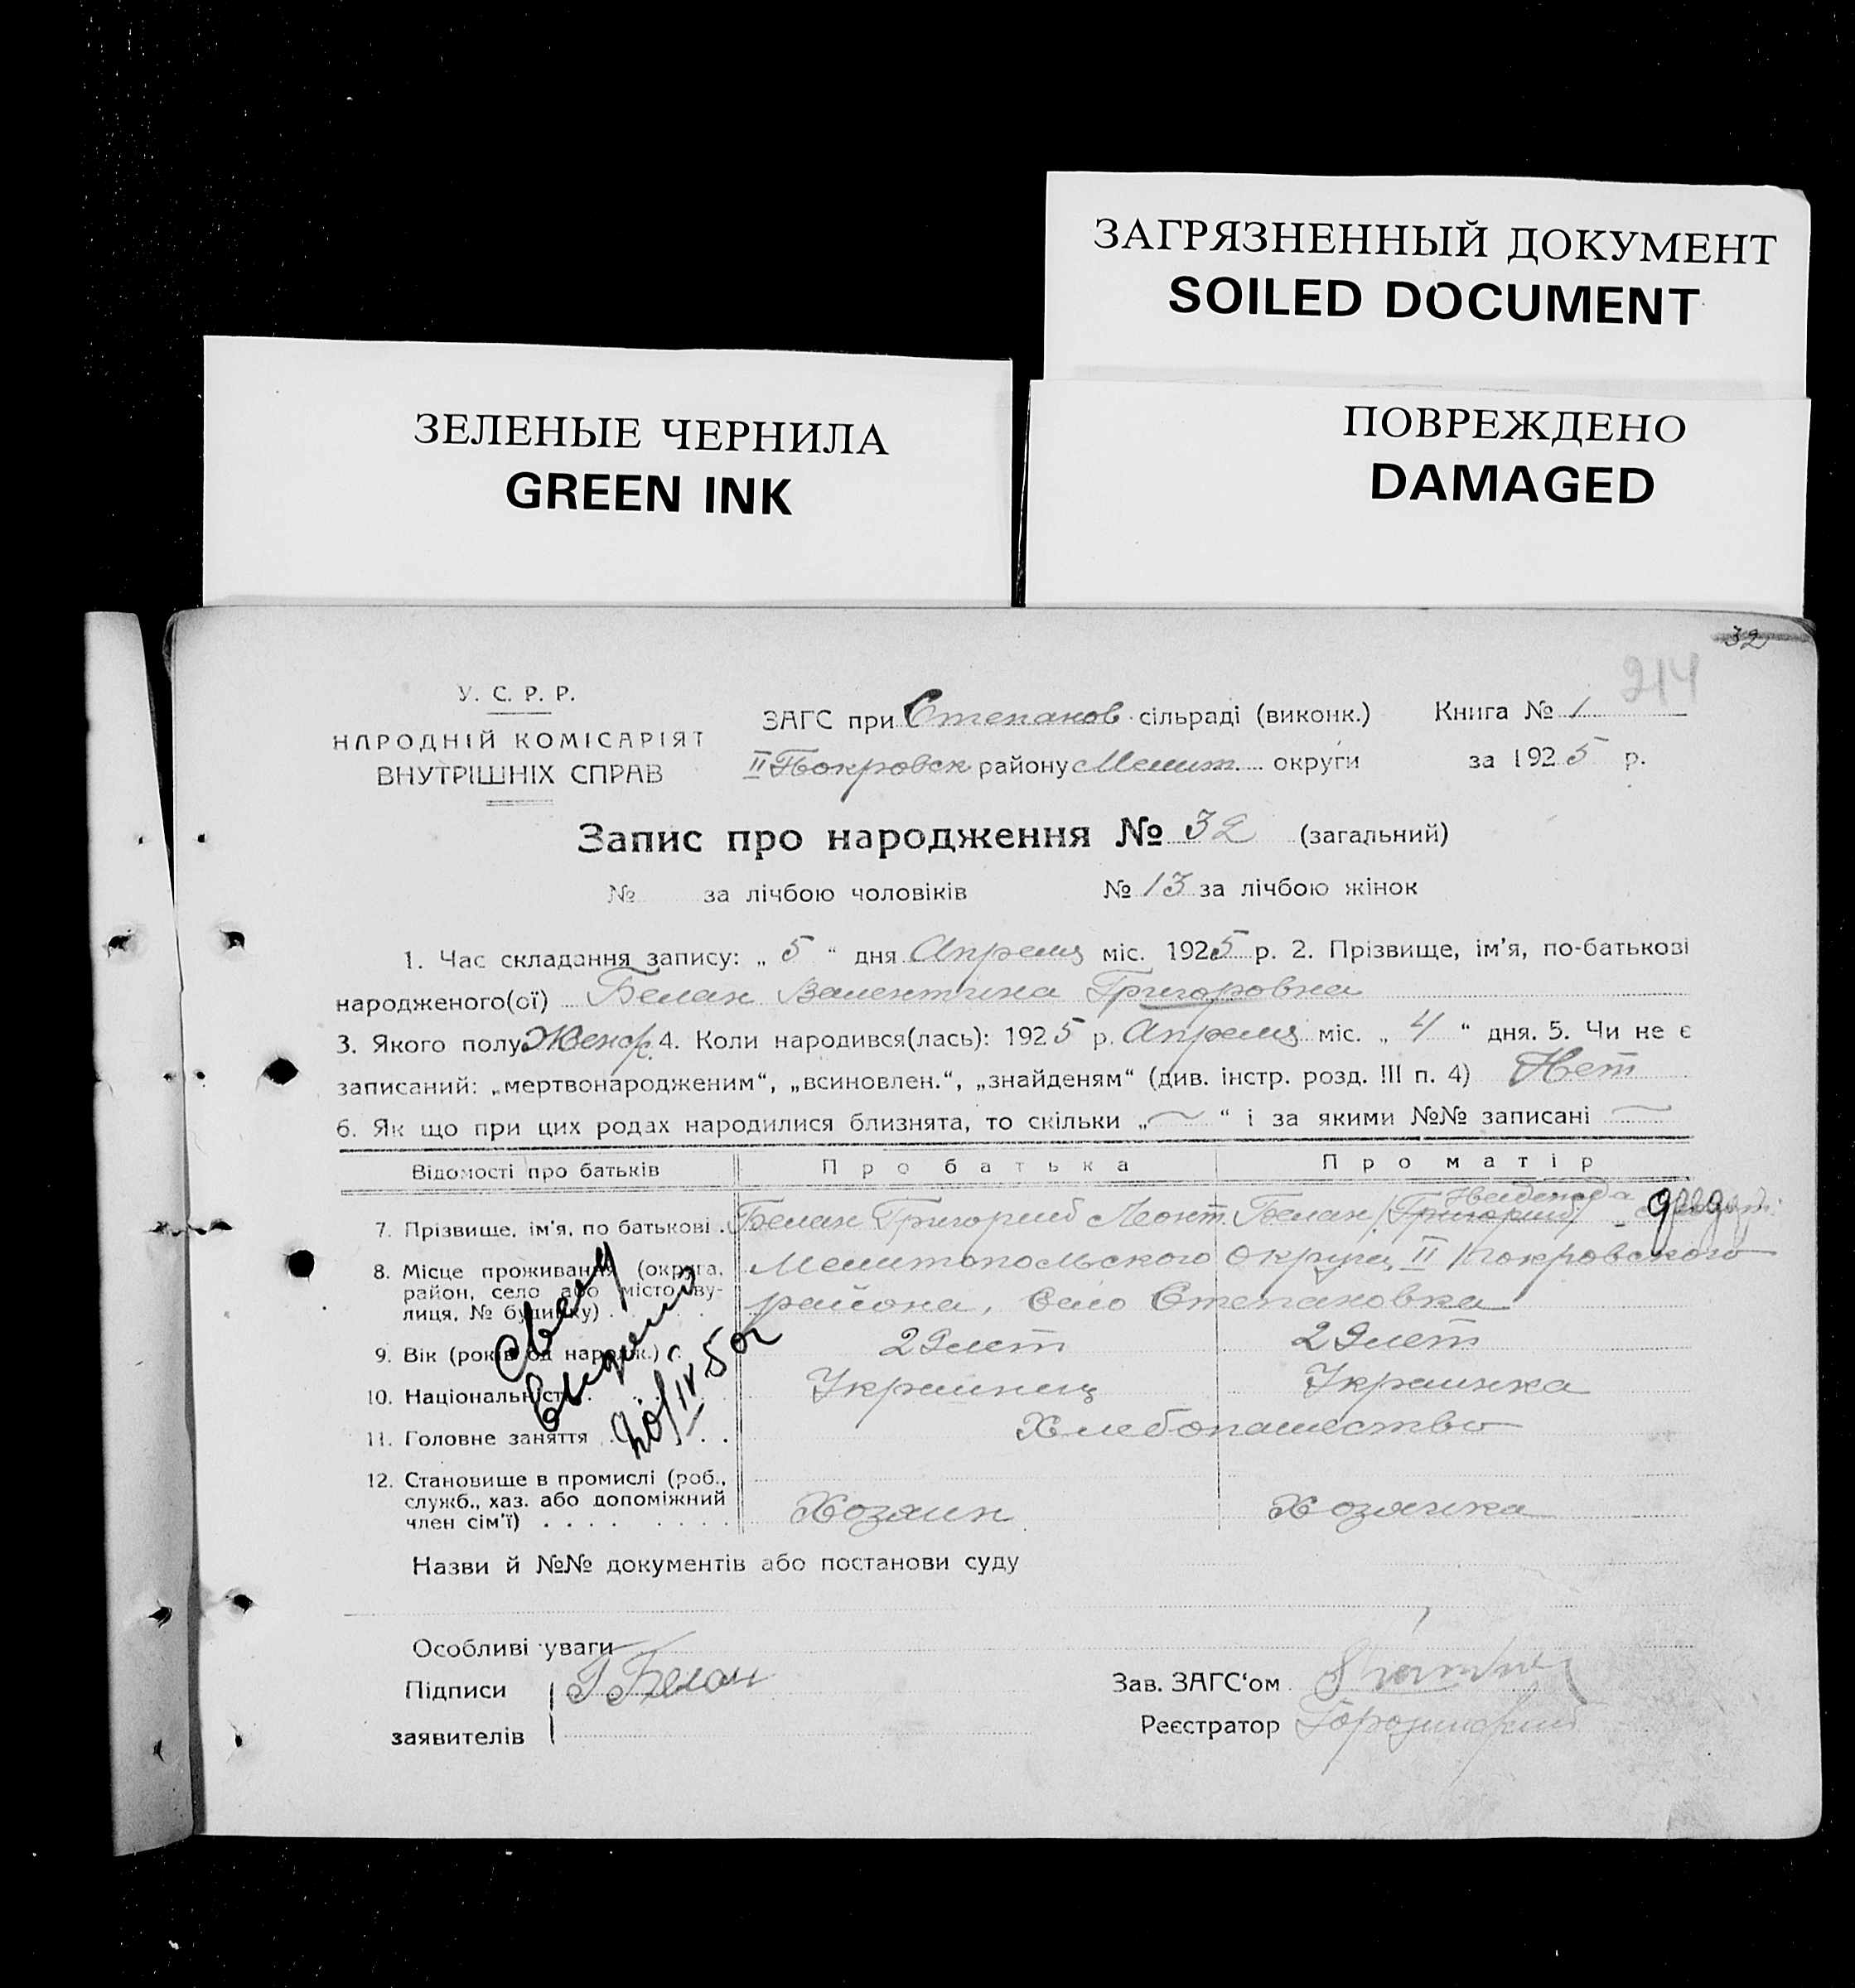 ЗАГРЯЗНЕННЫЙ ДОКУМЕНТ
SOILED DOCUMENT
ЗЕЛЕНЫЕ ЧЕРНИЛА
GREEN INK
ПОВРЕЖДЕНО
DAMAGED
32
214
У. С. Р. Р.
НАРОДНІЙ КОМІСАРІЯТ
ВНУТРІШНІХ СПРАВ
ЗАГС при Степанов сільраді (виконк.) Книга № 1
II Покровск району Мелит. округи за 1925 р.
Запис про народження № 32 (загальний)
№ за лічбою чоловіків № 13 за лічбою жінок
1. Час складання запису: „ 5 “ дня Апреля міс. 1925 р. 2. Прізвище, ім'я, по-батькові
народженого(ої) Белан Валентина Григоровна
3. Якого полу Женск. 4. Коли народився(лась): 1925 р. Апреля міс. „ 4 “ дня. 5. Чи не є
записаний: „мертвонародженим“, „всиновлен.“, „знайденям“ (див. інстр. розд. III п. 4) Нет
6. Як що при цих родах народилися близнята, то скільки „ “ і за якими №№ записані
Відомості про батьків Про батька Про матір
7. Прізвище, ім'я, по батькові Белан Григорий Леонт. Белан
8. Місце проживання (округа, район, село або місто, вулиця, № будинку) Мелитопольского Округи, II Покровского
района, Село Степановка
9. Вік (років од народж.) 29 лет 29 лет
10. Національність Украинец Украинка
11. Головне заняття Хлебопашество
12. Становище в промислі (роб., служб., хаз. або допоміжний член сім'ї) Хозяин Хозяйка
Назви й №№ документів або постанови суду
Особливі уваги
Підписи Г Белан Зав. ЗАГС'ом
заявителів Реєстратор